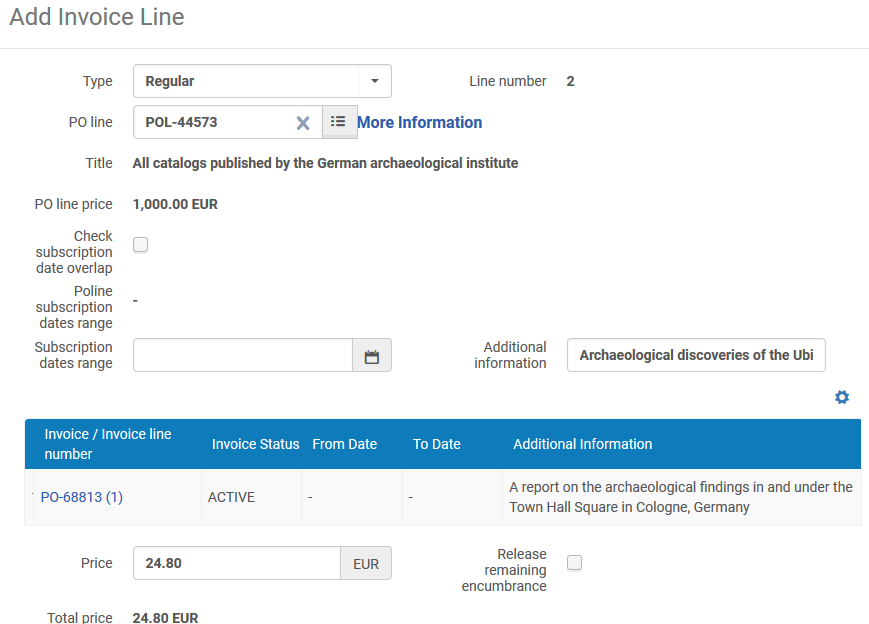 Add Invoice Line
Type Regular Line number 2
PO line POL-44573 More Information
Title All catalogs published by the German archaeological institute
PO line price 1,000.00 EUR
Check
subscription
date overlap
Poline
subscription -
dates range
Subscription
dates range
Additional
information
Archaeological discoveries of the Ubi
Invoice / Invoice line
number
Invoice Status From Date To Date Additional Information
PO-68813 (1) ACTIVE - -
A report on the archaeological findings in and under the
Town Hall Square in Cologne, Germany
Price 24.80 EUR
Release
remaining
encumbrance
Total price 24.80 EUR